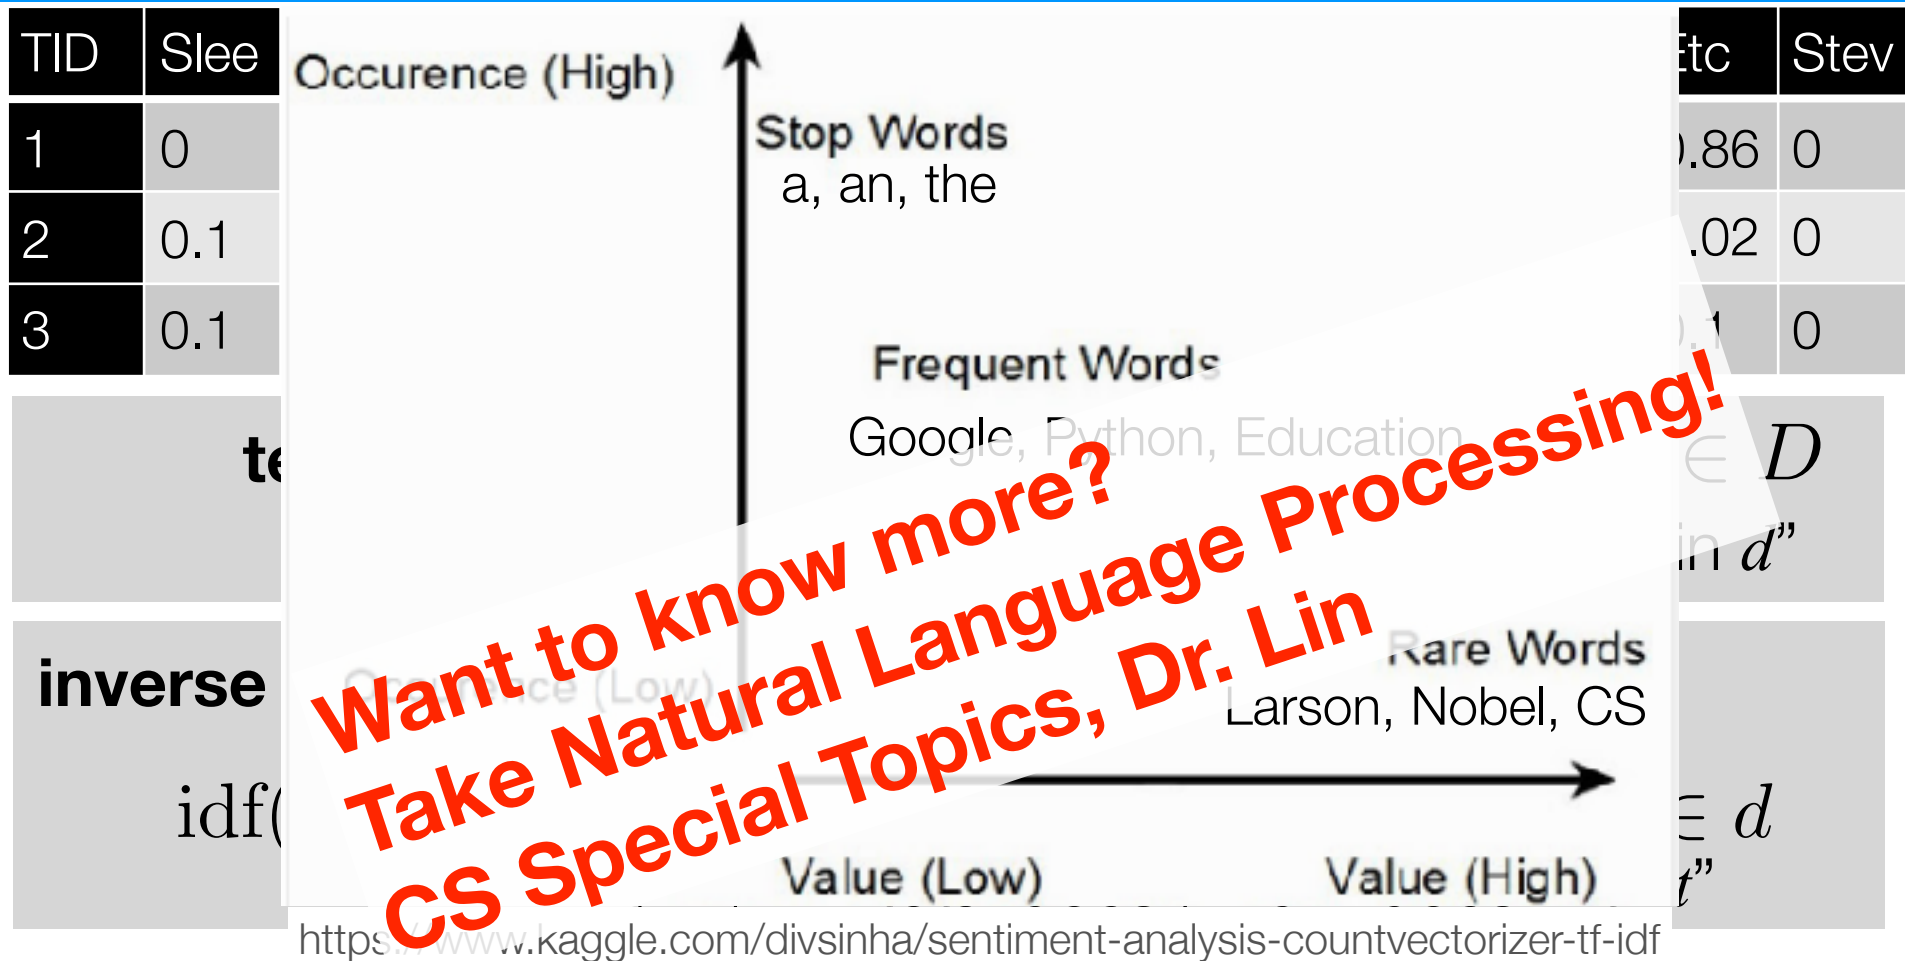 TID Slee
1 0
2 0.1
3 0.1
Stev
.86 0
.02 0
0
Occurence (High)
Stop Words
a, an, the
Frequent Words
Google, Python, Education
Rare Words
Larson, Nobel, CS
Occurence (Low)
Value (Low) Value (High)
Want to know more?
Take Natural Language Processing!
CS Special Topics, Dr. Lin
∈ D
in d”
inverse
idf(
∈ d
t”
https://www.kaggle.com/divsinha/sentiment-analysis-countvectorizer-tf-idf